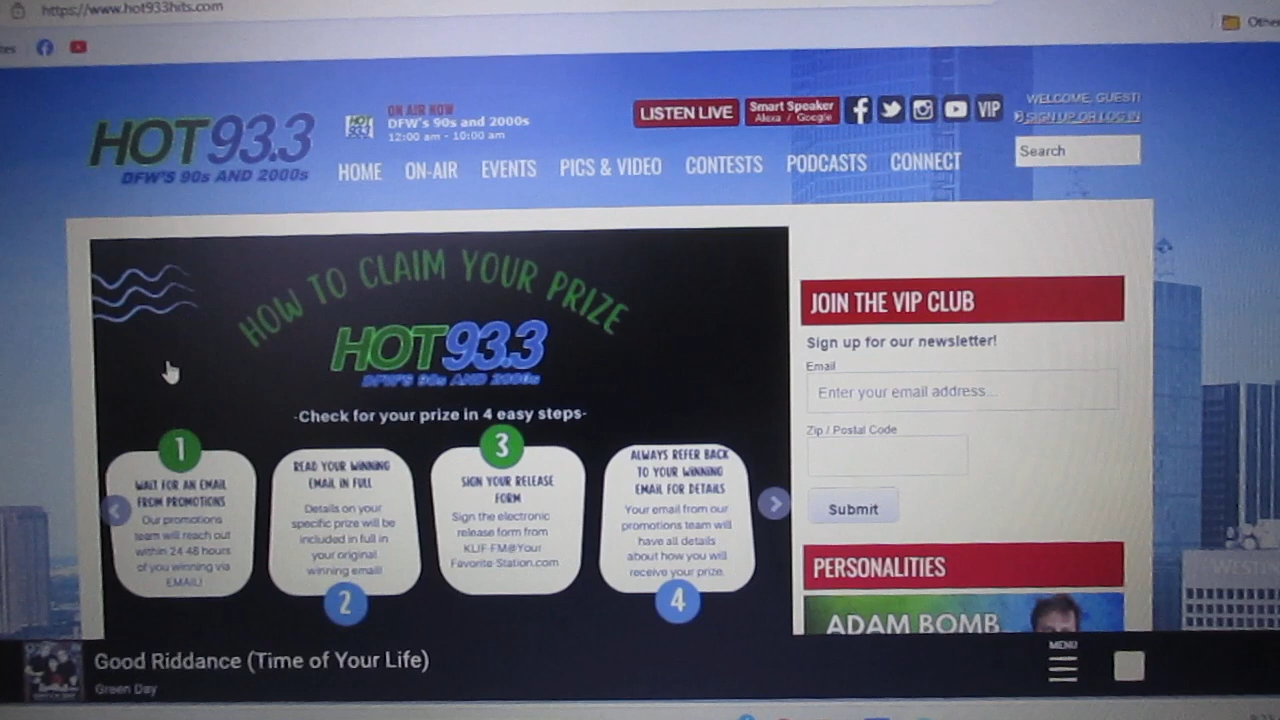 https://www.hot933hits.com
HOT 93.3
DFW'S 90s AND 2000s
ON AIR NOW
DFW's 90s and 2000s
12:00 am - 10:00 am
LISTEN LIVE
Smart Speaker
Alexa / Google
VIP
WELCOME, GUEST!
SIGN UP OR LOG IN
Search
HOME ON-AIR EVENTS PICS & VIDEO CONTESTS PODCASTS CONNECT
HOW TO CLAIM YOUR PRIZE
HOT 93.3
DFW'S 90s AND 2000s
-Check for your prize in 4 easy steps-
1
WAIT FOR AN EMAIL
FROM PROMOTIONS
Our promotions
team will reach out
within 24-48 hours
of you winning via
EMAIL!
READ YOUR WINNING
EMAIL IN FULL
Details on your
specific prize will be
included in full in
your original
winning email!
2
3
SIGN YOUR RELEASE
FORM
Sign the electronic
release form from
KLIF-FM@Your
Favorite-Station.com
ALWAYS REFER BACK
TO YOUR WINNING
EMAIL FOR DETAILS
Your email from our
promotions team will
have all details
about how you will
receive your prize.
4
JOIN THE VIP CLUB
Sign up for our newsletter!
Email
Enter your email address...
Zip / Postal Code
Submit
PERSONALITIES
ADAM BOMB
WESTIN
Good Riddance (Time of Your Life)
Green Day
MENU